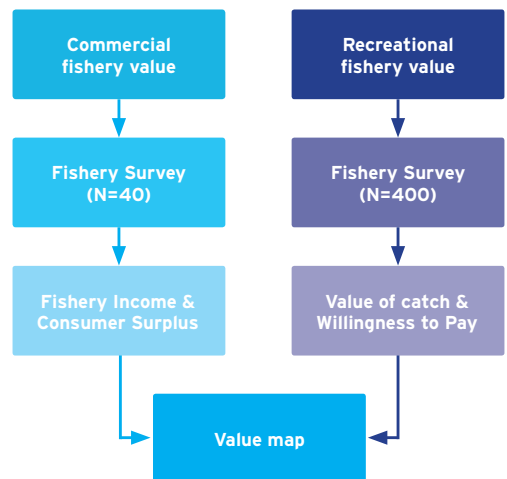 Commercial
fishery value
Recreational
fishery value
Fishery Survey
(N=40)
Fishery Survey
(N=400)
Fishery Income &
Consumer Surplus
Value of catch &
Willingness to Pay
Value map